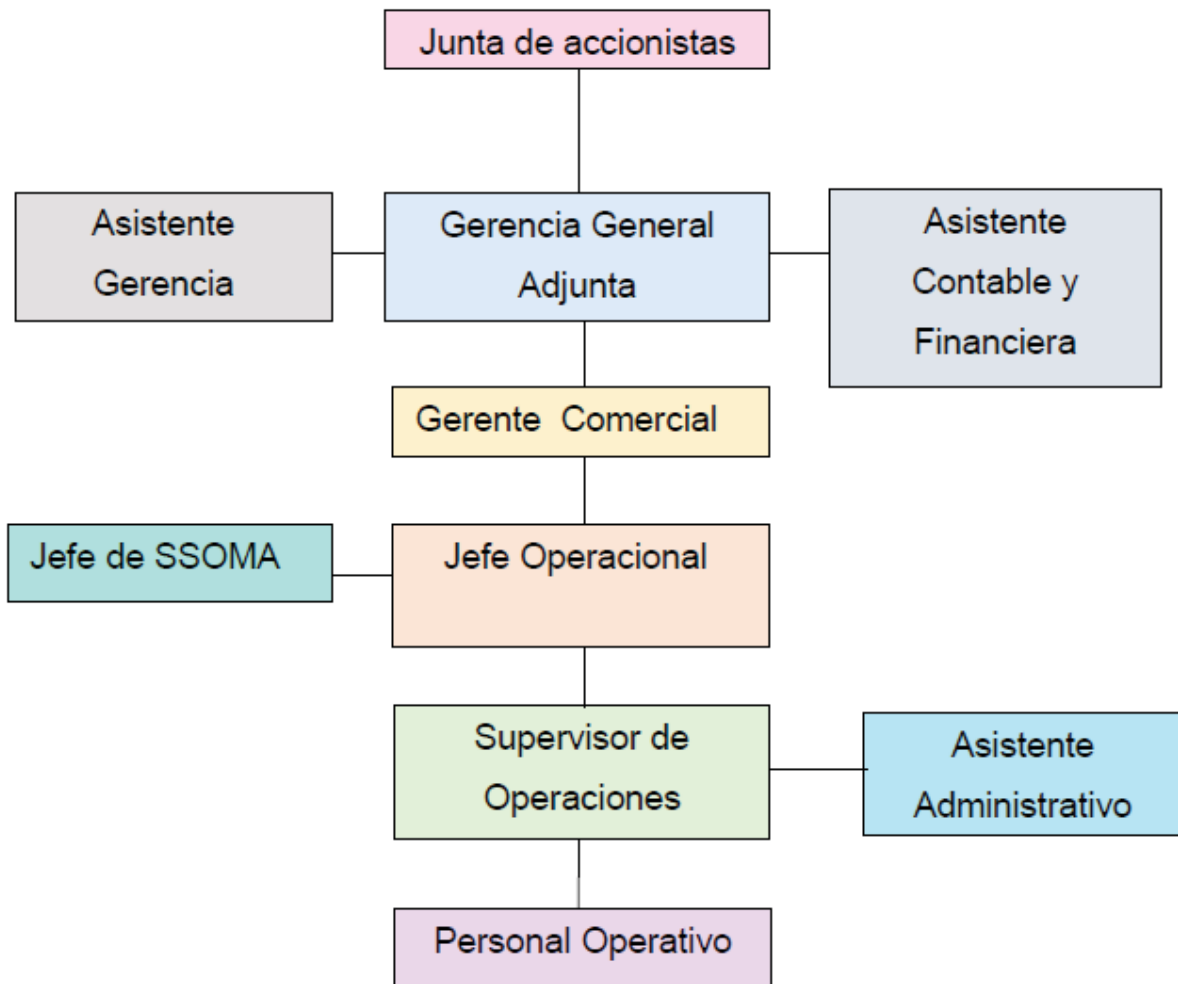 Junta de accionistas
Asistente
Gerencia
Gerencia General
Adjunta
Asistente
Contable y
Financiera
Gerente Comercial
Jefe de SSOMA
Jefe Operacional
Supervisor de
Operaciones
Asistente
Administrativo
Personal Operativo